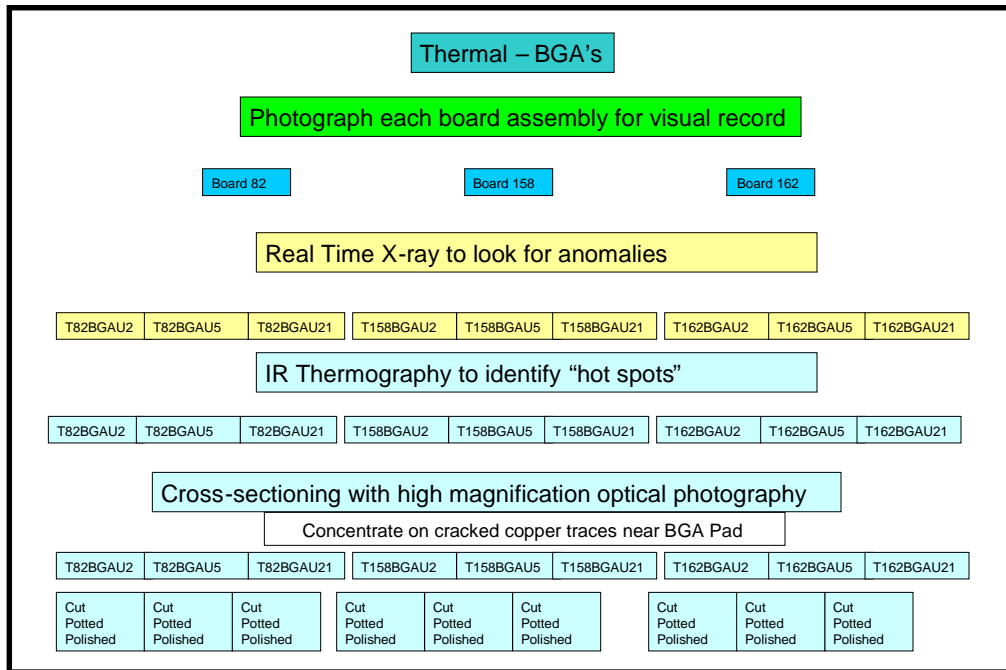 Thermal – BGA's
Photograph each board assembly for visual record
Board 82 Board 158 Board 162
Real Time X-ray to look for anomalies
T82BGAU2 T82BGAU5 T82BGAU21 T158BGAU2 T158BGAU5 T158BGAU21 T162BGAU2 T162BGAU5 T162BGAU21
IR Thermography to identify “hot spots”
T82BGAU2 T82BGAU5 T82BGAU21 T158BGAU2 T158BGAU5 T158BGAU21 T162BGAU2 T162BGAU5 T162BGAU21
Cross-sectioning with high magnification optical photography
Concentrate on cracked copper traces near BGA Pad
T82BGAU2 T82BGAU5 T82BGAU21 T158BGAU2 T158BGAU5 T158BGAU21 T162BGAU2 T162BGAU5 T162BGAU21
Cut Cut Cut Cut Cut Cut Cut Cut Cut
Potted Potted Potted Potted Potted Potted Potted Potted Potted
Polished Polished Polished Polished Polished Polished Polished Polished Polished